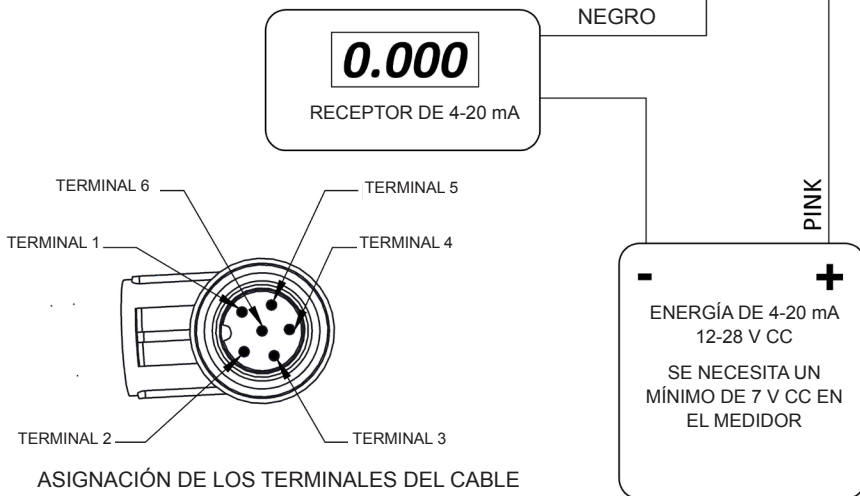 NEGRO
0.000
RECEPTOR DE 4-20 mA
PINK
TERMINAL 6
TERMINAL 5
TERMINAL 1
TERMINAL 4
TERMINAL 2
TERMINAL 3
- +
ENERGÍA DE 4-20 mA
12-28 V CC
SE NECESITA UN
MÍNIMO DE 7 V CC EN
EL MEDIDOR
ASIGNACIÓN DE LOS TERMINALES DEL CABLE